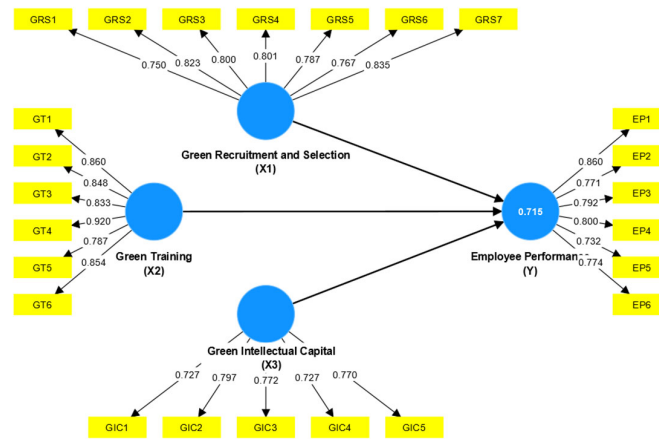 GRS1 GRS2 GRS3 GRS4 GRS5 GRS6 GRS7
0.750 0.823 0.800 0.801 0.787 0.767 0.835
Green Recruitment and Selection
(X1)
GT1
GT2
GT3
GT4
GT5
GT6
0.860
0.848
0.833
0.920
0.787
0.854
Green Training
(X2)
0.715
Employee Performance
(Y)
0.860
0.771
0.792
0.800
0.732
0.774
EP1
EP2
EP3
EP4
EP5
EP6
Green Intellectual Capital
(X3)
0.727 0.797 0.772 0.727 0.770
GIC1 GIC2 GIC3 GIC4 GIC5